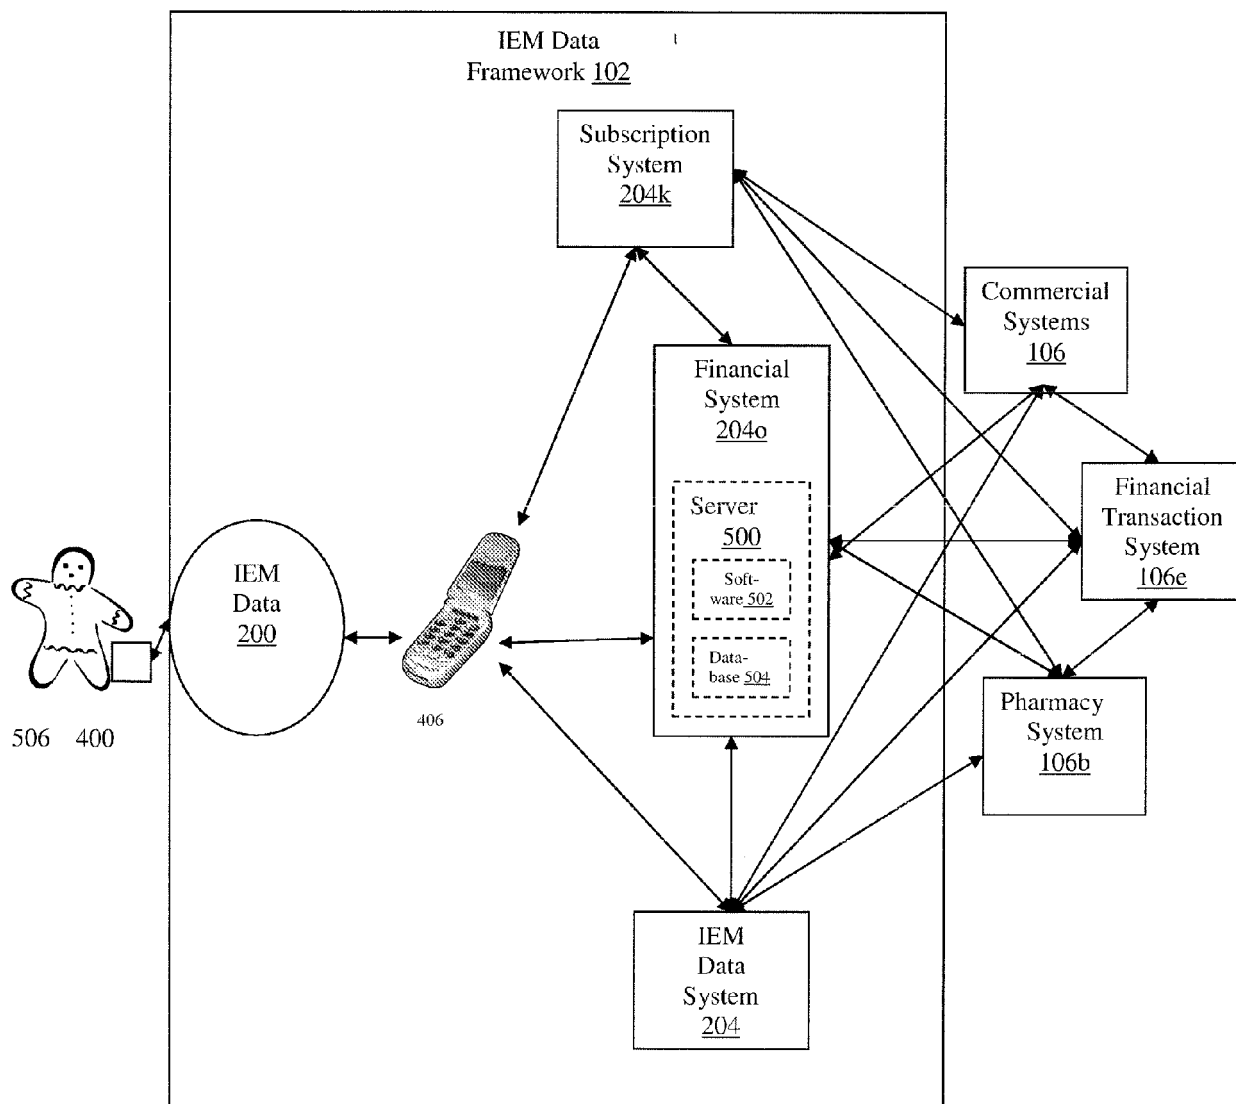 IEM Data
Framework 102
Subscription
System
204k
Commercial
Systems
106
Financial
System
204o
Server
500
Soft-
ware 502
Data-
base 504
Financial
Transaction
System
106e
IEM
Data
200
406
506 400
Pharmacy
System
106b
IEM
Data
System
204